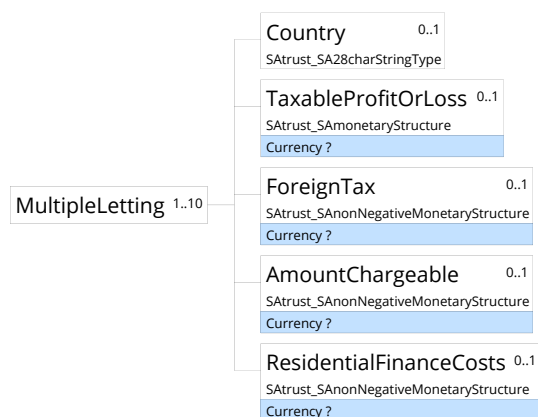 Country 0..1
SAtrust_SA28charStringType
TaxableProfitOrLoss 0..1
SAtrust_SAmonetaryStructure
Currency ?
MultipleLetting 1..10
ForeignTax 0..1
SAtrust_SAnonNegativeMonetaryStructure
Currency ?
AmountChargeable 0..1
SAtrust_SAnonNegativeMonetaryStructure
Currency ?
ResidentialFinanceCosts 0..1
SAtrust_SAnonNegativeMonetaryStructure
Currency ?